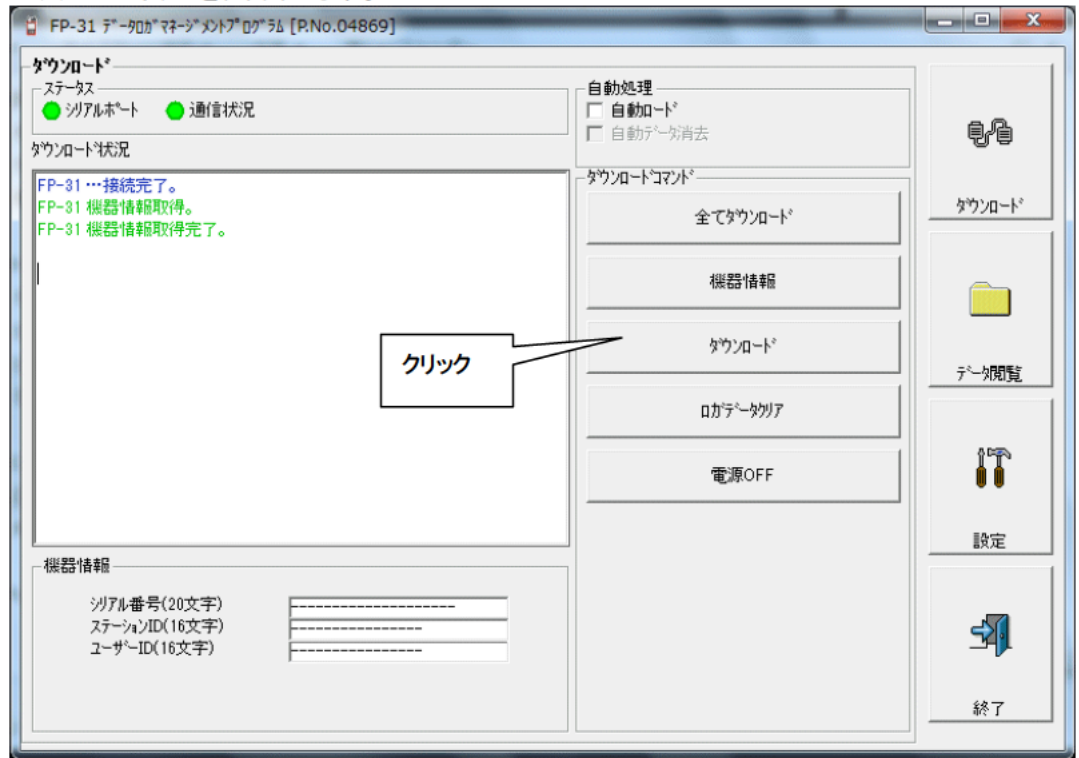 FP-31 ﾃﾞｰﾀﾛｶﾞﾏﾈｰｼﾞﾒﾝﾄﾌﾟﾛｸﾞﾗﾑ [P.No.04869]
ﾀﾞｳﾝﾛｰﾄﾞ
ｽﾃｰﾀｽ
ｼﾘｱﾙﾎﾟｰﾄ 通信状況
自動処理
自動ﾛｰﾄﾞ
自動ﾃﾞｰﾀ消去
ﾀﾞｳﾝﾛｰﾄﾞ状況
FP-31 …接続完了。
FP-31 機器情報取得。
FP-31 機器情報取得完了。
ﾀﾞｳﾝﾛｰﾄﾞｺﾏﾝﾄﾞ
全てﾀﾞｳﾝﾛｰﾄﾞ
機器情報
ﾀﾞｳﾝﾛｰﾄﾞ
ﾛｶﾞﾃﾞｰﾀｸﾘｱ
電源OFF
クリック
機器情報
ｼﾘｱﾙ番号(20文字) --------------------
ｽﾃｰｼｮﾝID(16文字) ----------------
ﾕｰｻﾞｰID(16文字) ----------------
ﾀﾞｳﾝﾛｰﾄﾞ
ﾃﾞｰﾀ閲覧
設定
終了